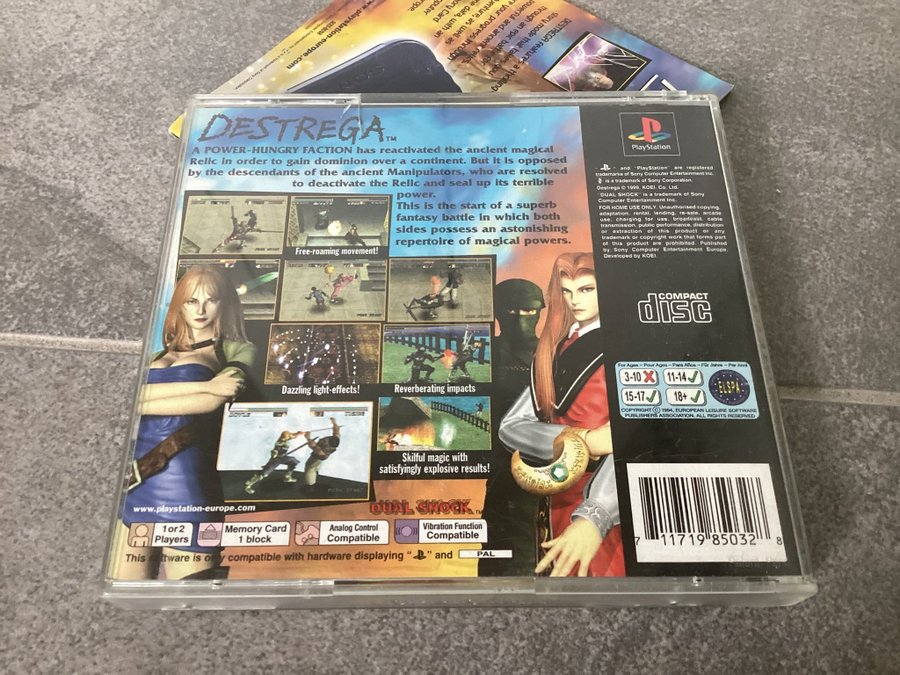 www.playstation-europe.com
DESTREGA™
A POWER-HUNGRY FACTION has reactivated the ancient magical
Relic in order to gain dominion over a continent. But it is opposed
by the descendants of the ancient Manipulators, who are resolved
to deactivate the Relic and seal up its terrible
power.
This is the start of a superb
fantasy battle in which both
sides possess an astonishing
repertoire of magical powers.
Free-roaming movement!
Dazzling light-effects!
Reverberating impacts
Skilful magic with
satisfyingly explosive results!
www.playstation-europe.com
DUAL SHOCK™
1 or 2
Players
Memory Card
1 block
Analog Control
Compatible
Vibration Function
Compatible
This software is only compatible with hardware displaying " " and PAL
PlayStation
" " and "PlayStation" are registered
trademarks of Sony Computer Entertainment Inc.
is a trademark of Sony Corporation.
Destrega © 1999, KOEI, Co. Ltd.
"DUAL SHOCK" is a trademark of Sony
Computer Entertainment Inc.
FOR HOME USE ONLY. Unauthorised copying,
adaptation, rental, lending, re-sale, arcade
use, charging for use, broadcast, cable
transmission, public performance, distribution
or extraction of this product or any
trademark or copyright work that forms part
of this product are prohibited. Published
by Sony Computer Entertainment Europe.
Developed by KOEI.
COMPACT
disc
For Ages – Pour Ages – Para Años – Für Jahre – Per Anni
3-10 11-14
15-17 18+
ELSPA
COPYRIGHT © 1994, EUROPEAN LEISURE SOFTWARE
PUBLISHERS ASSOCIATION, ALL RIGHTS RESERVED
7 11719 85032 8